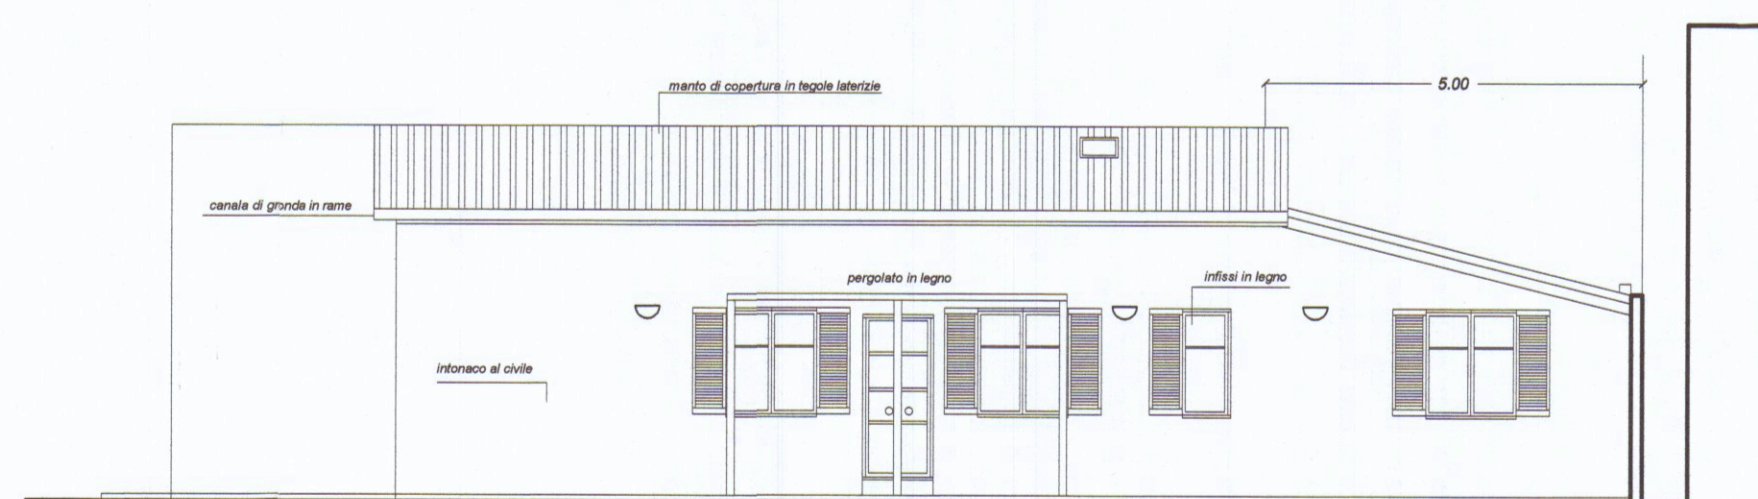 manto di copertura in tegole laterizie
5.00
canala di gronda in rame
pergolato in legno
infissi in legno
intonaco al civile